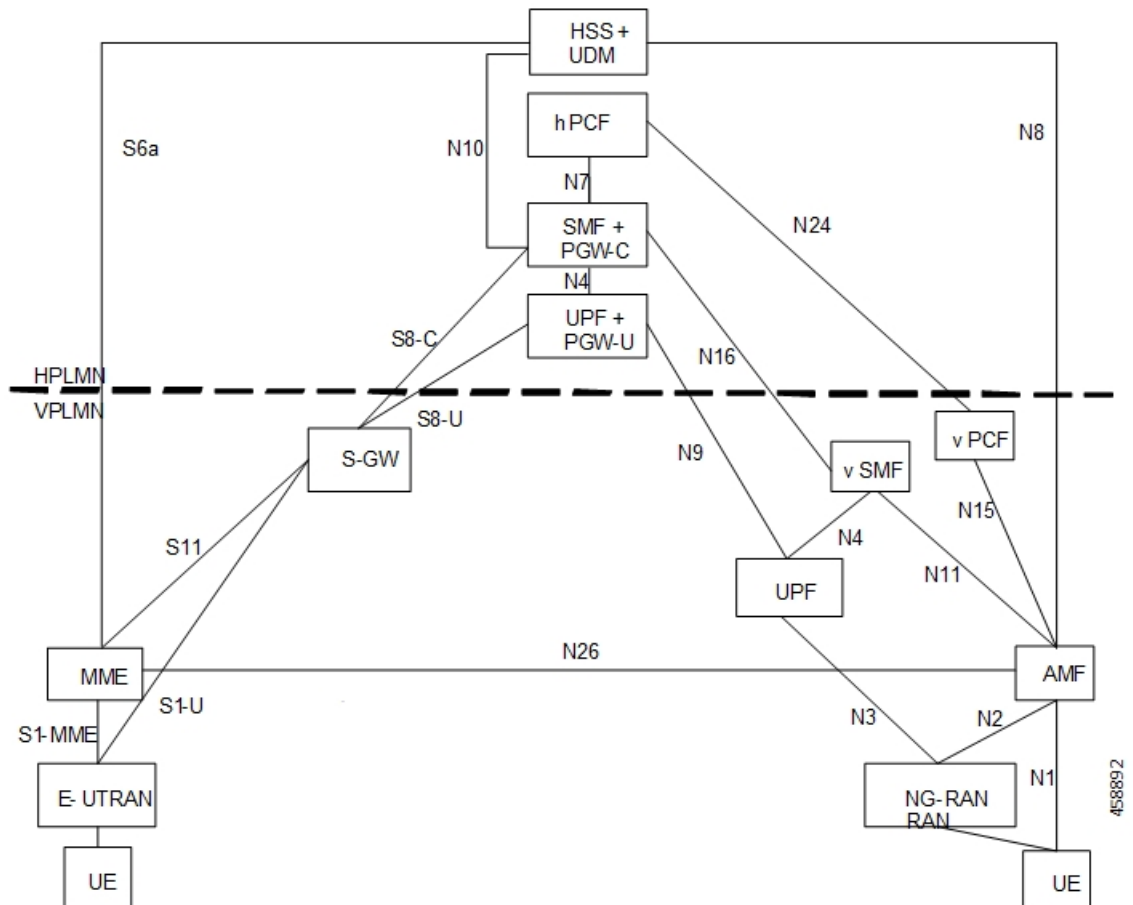 HSS +
UDM
h PCF
S6a
N10
N8
N7
SMF +
PGW-C
N24
N4
UPF +
PGW-U
S8-C
N16
HPLMN
VPLMN
S8-U
v PCF
S-GW
N9
v SMF
N15
S11
N4
N11
UPF
N26
MME
AMF
S1-U
N3
N2
S1-MME
N1
E- UTRAN
NG-RAN
RAN
458892
UE
UE